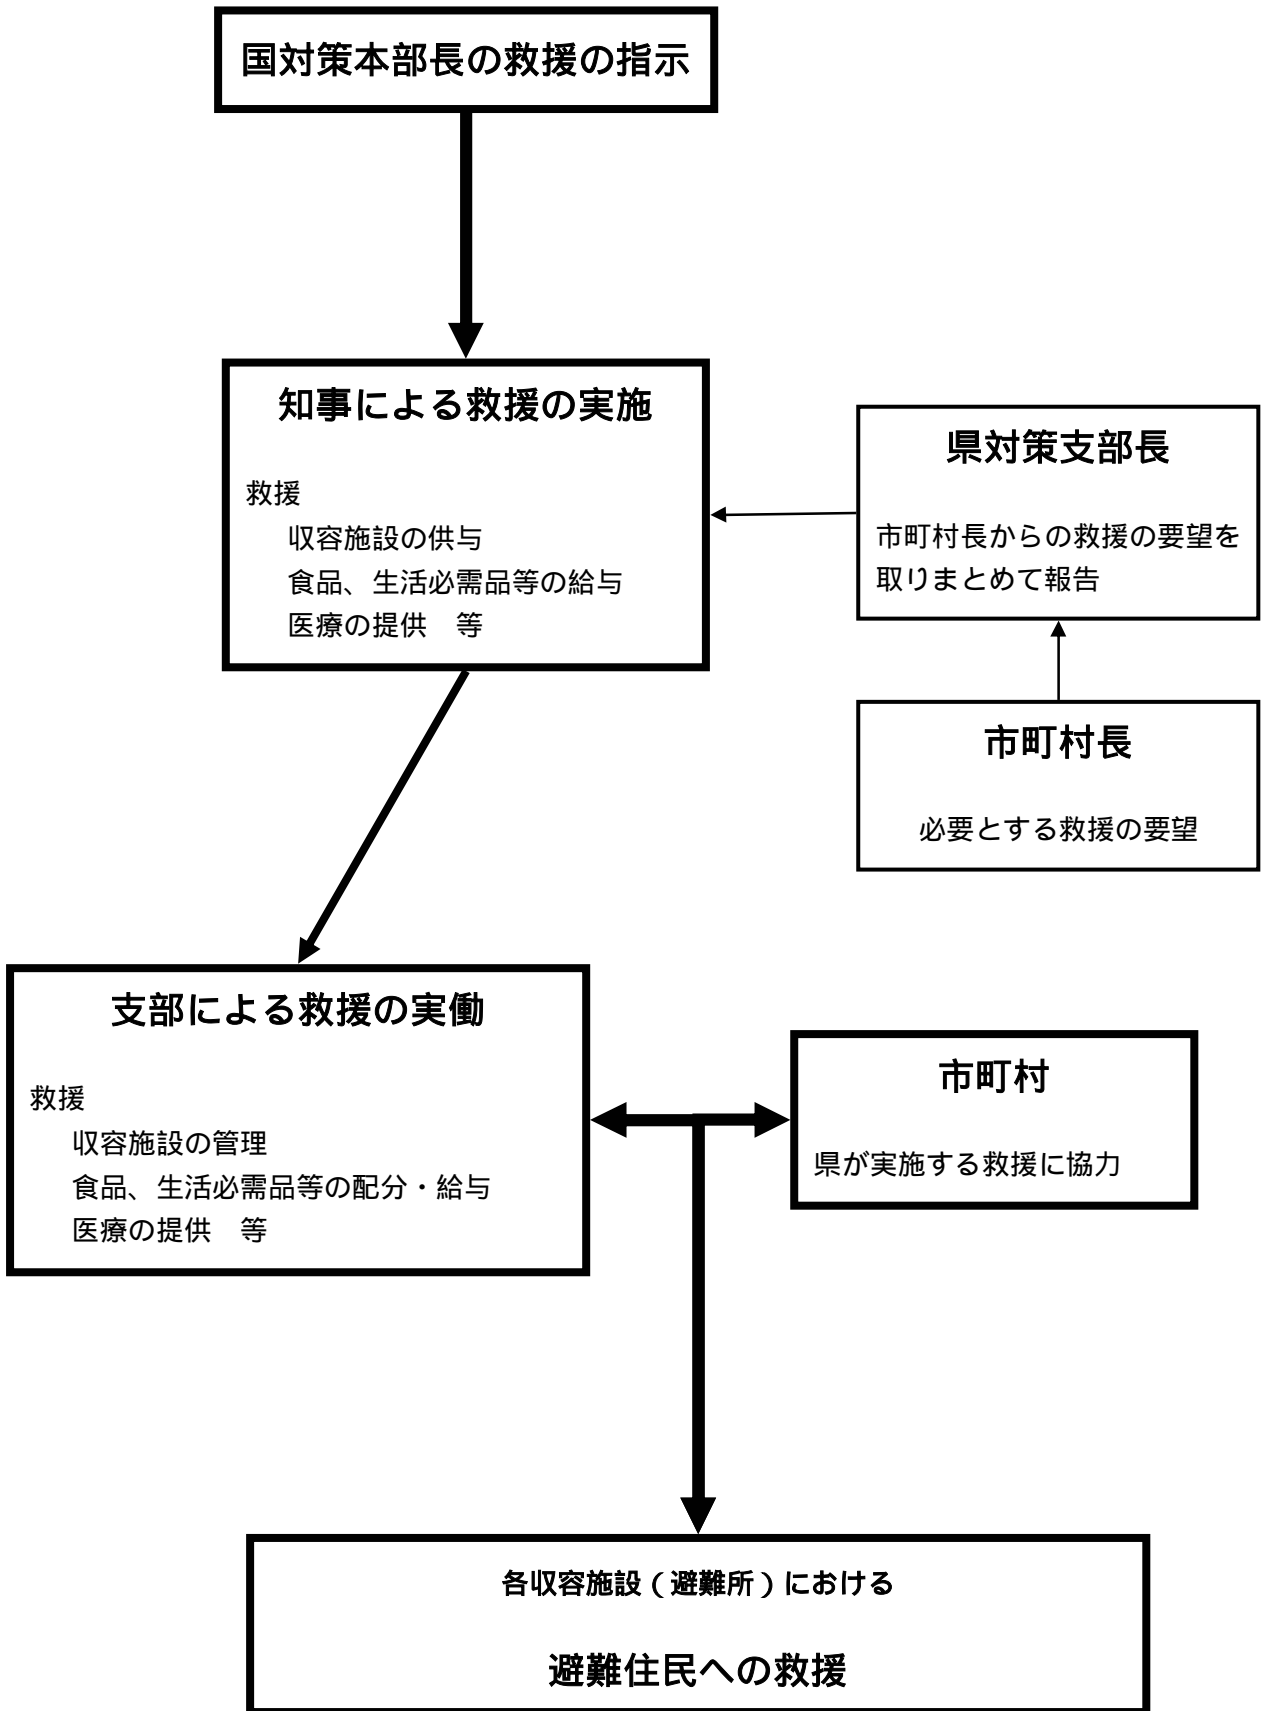 国対策本部長の救援の指示
知事による救援の実施
救援
収容施設の供与
食品、生活必需品等の給与
医療の提供　等
県対策支部長
市町村長からの救援の要望を
取りまとめて報告
市町村長
必要とする救援の要望
支部による救援の実働
救援
収容施設の管理
食品、生活必需品等の配分・給与
医療の提供　等
市町村
県が実施する救援に協力
各収容施設（避難所）における
避難住民への救援